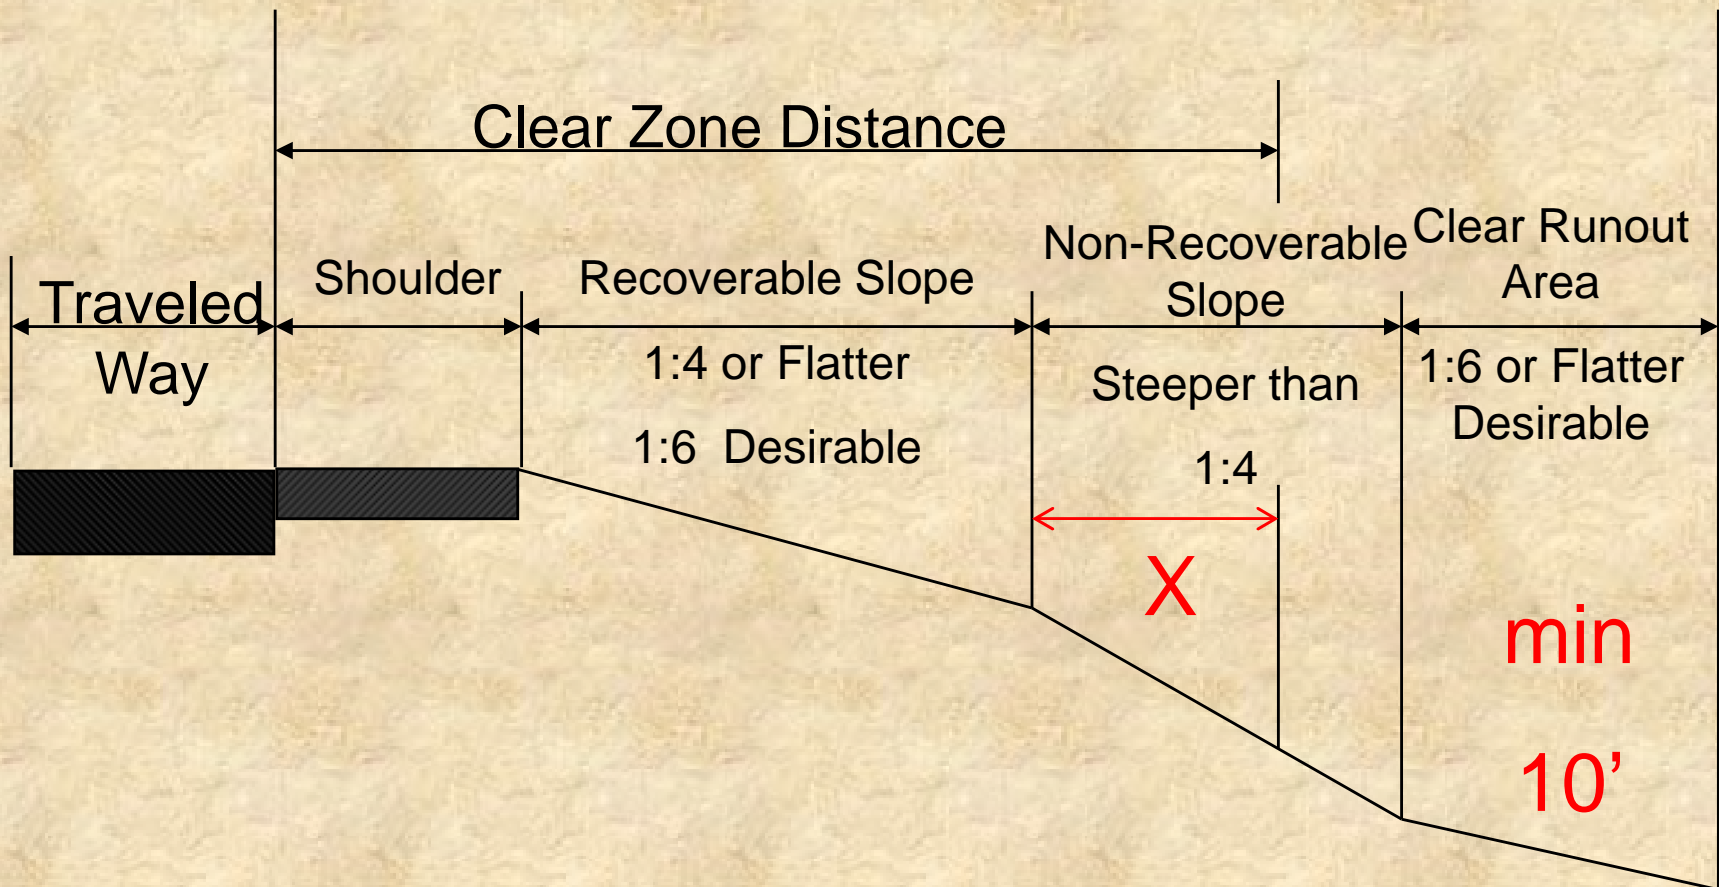 Clear Zone Distance
Traveled
Way
Shoulder
Recoverable Slope
1:4 or Flatter
1:6 Desirable
Non-Recoverable
Slope
Steeper than
1:4
X
Clear Runout
Area
1:6 or Flatter
Desirable
min
10’